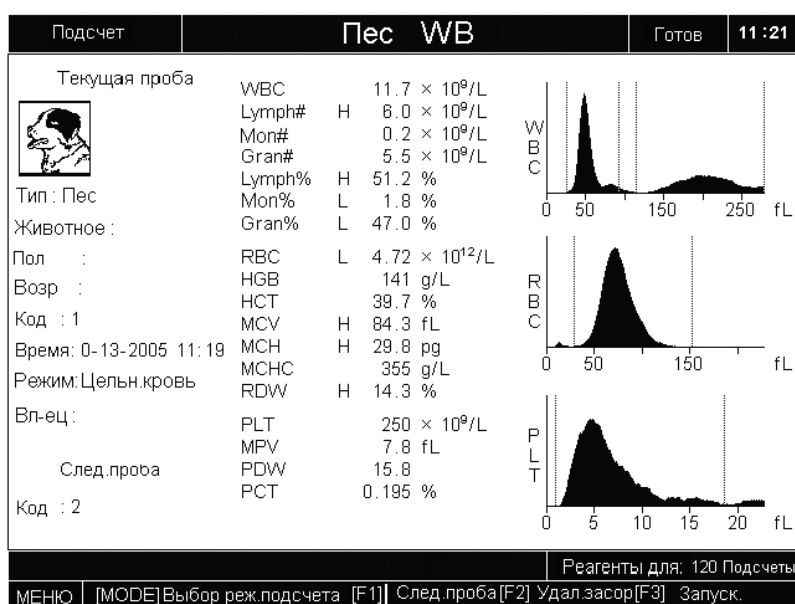 Подсчет Пес WB Готов 11:21
Текущая проба
Тип : Пес
Животное :
Пол :
Возр :
Код : 1
Время: 0-13-2005 11:19
Режим:Цельн.кровь
Вл-ец :
След.проба
Код : 2
WBC 11.7 × 10⁹/L
Lymph# H 6.0 × 10⁹/L
Mon# 0.2 × 10⁹/L
Gran# 5.5 × 10⁹/L
Lymph% H 51.2 %
Mon% L 1.8 %
Gran% L 47.0 %
RBC L 4.72 × 10¹²/L
HGB 141 g/L
HCT 39.7 %
MCV H 84.3 fL
MCH H 29.8 pg
MCHC 355 g/L
RDW H 14.3 %
PLT 250 × 10⁹/L
MPV 7.8 fL
PDW 15.8
PCT 0.195 %
WBC
0 50 150 250 fL
RBC
0 50 150 fL
PLT
0 5 10 15 20 fL
Реагенты для: 120 Подсчеты
МЕНЮ [MODE]Выбор реж.подсчета [F1] След.проба[F2] Удал.засор[F3] Запуск.